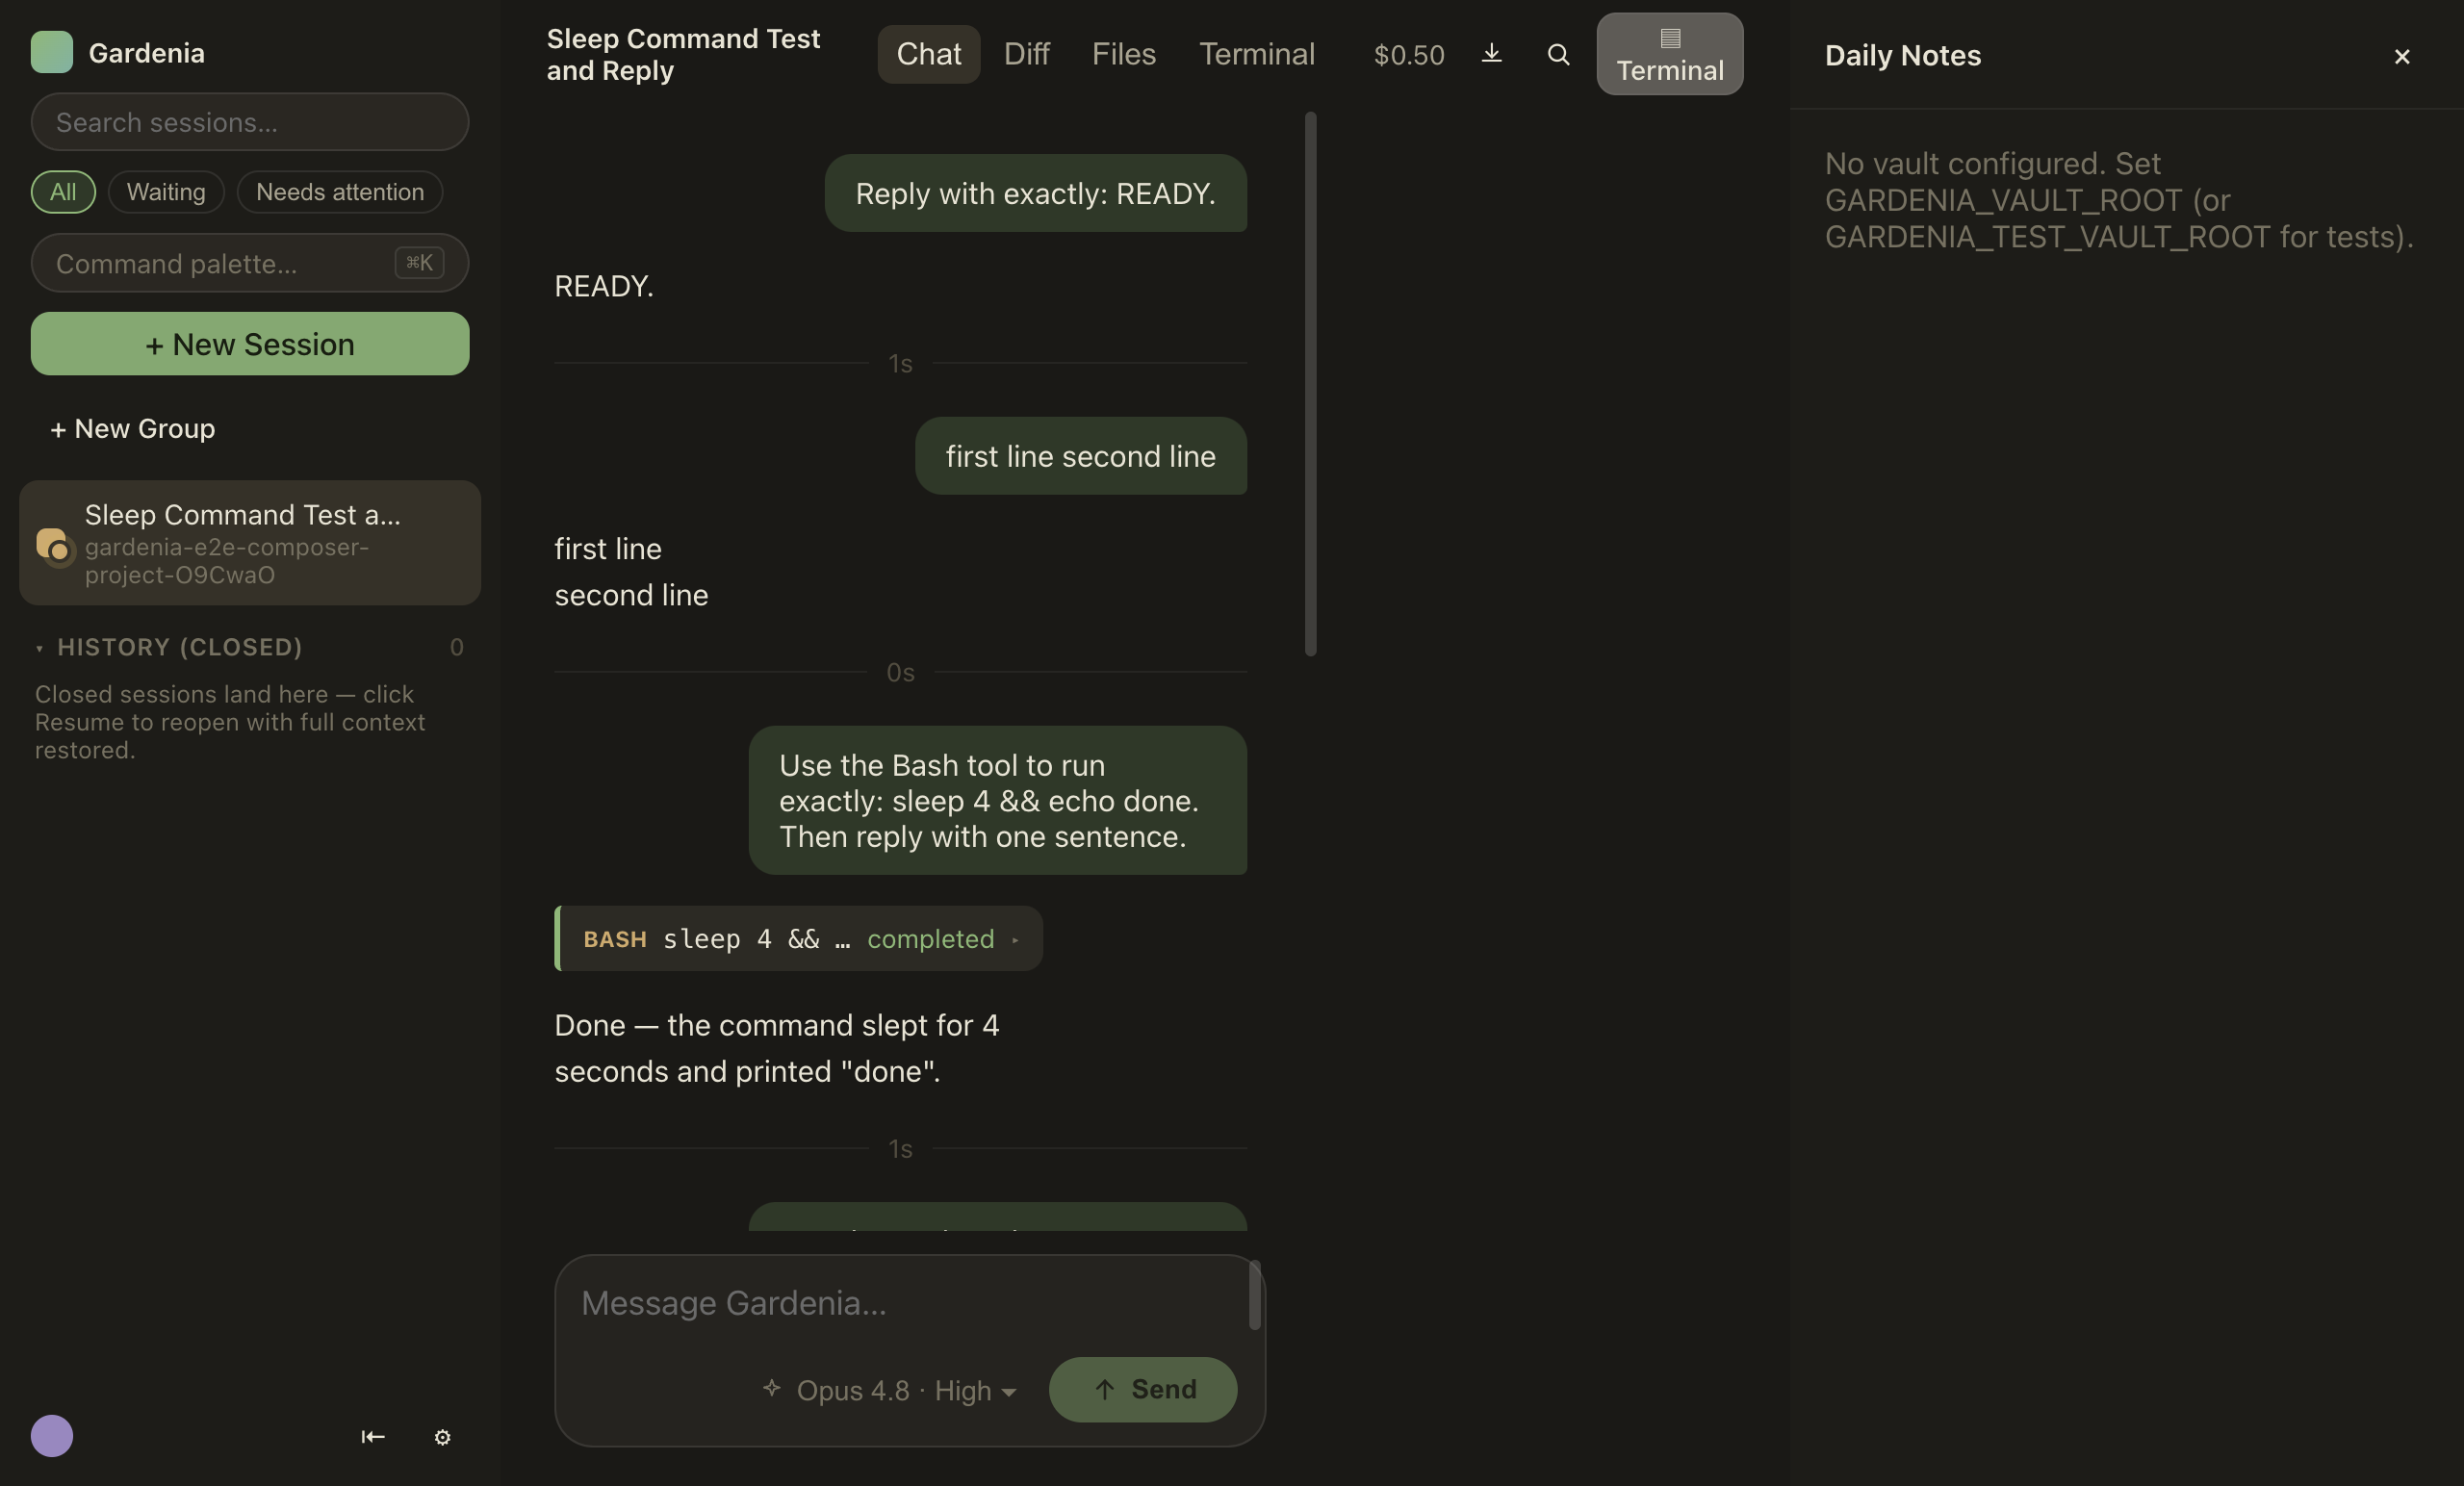 Gardenia
Search sessions...
All
Waiting
Needs attention
Command palette...
⌘K
+ New Session
+ New Group
Sleep Command Test a...
gardenia-e2e-composer-
project-O9CwaO
HISTORY (CLOSED)
0
Closed sessions land here — click
Resume to reopen with full context
restored.
Sleep Command Test
and Reply
Chat
Diff
Files
Terminal
$0.50
Terminal
Reply with exactly: READY.
READY.
1s
first line second line
first line
second line
0s
Use the Bash tool to run
exactly: sleep 4 && echo done.
Then reply with one sentence.
BASH sleep 4 && … completed
Done — the command slept for 4
seconds and printed "done".
1s
Message Gardenia...
Opus 4.8 · High
Send
Daily Notes
No vault configured. Set
GARDENIA_VAULT_ROOT (or
GARDENIA_TEST_VAULT_ROOT for tests).